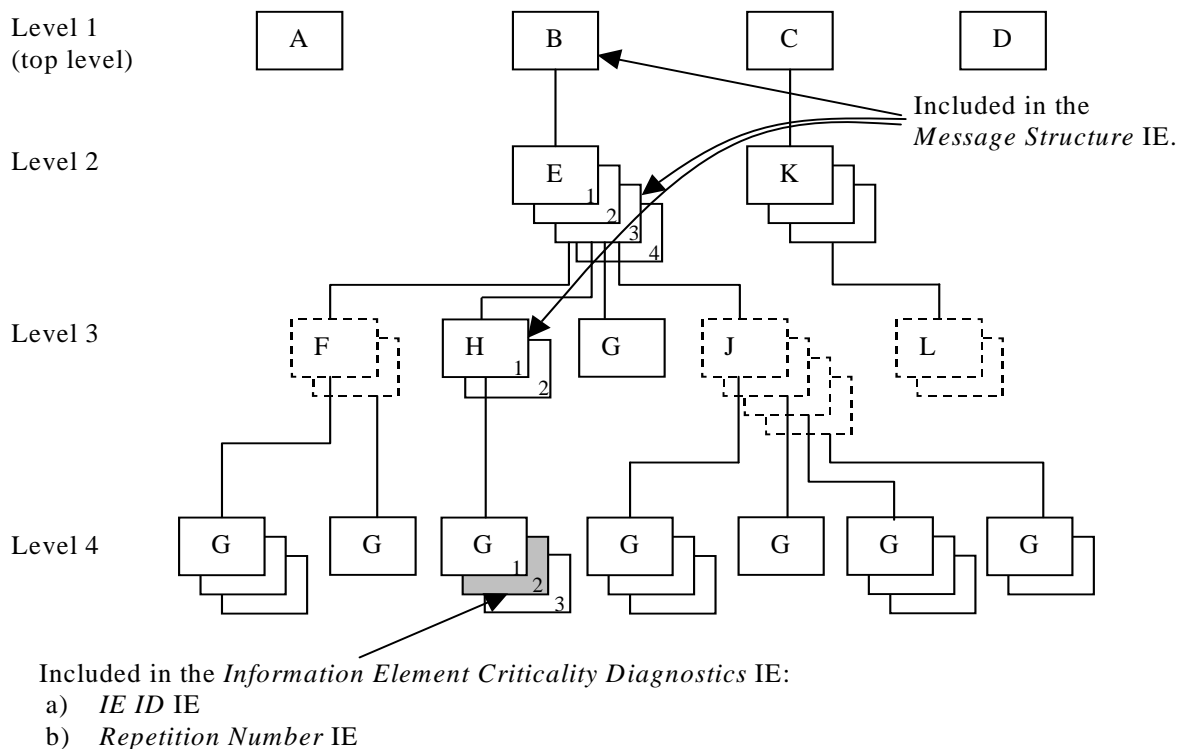 Level 1
(top level)
A
B
C
D
Included in the
Message Structure IE.
Level 2
E
1
2
3
4
K
Level 3
F
H
1
2
G
J
L
Level 4
G
G
G
1
2
3
G
G
G
G
Included in the Information Element Criticality Diagnostics IE:
a) IE ID IE
b) Repetition Number IE